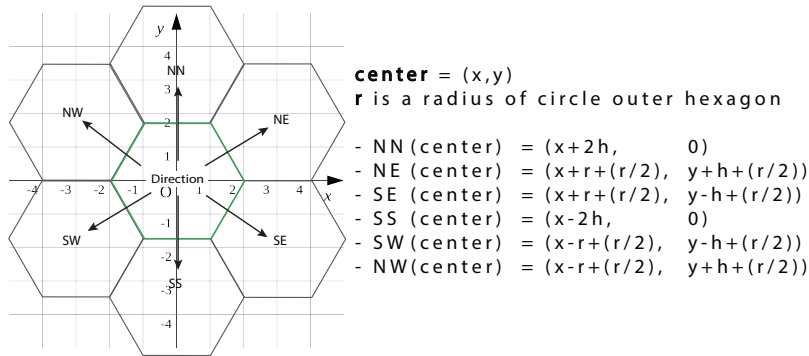 y
4
NN
3
NW
2
NE
1
Direction
-4 -3 -2 -1 O 1 2 3 4 x
-1
SW
SE
-2
-3
SS
-4
center = (x,y)
r is a radius of circle outer hexagon
- NN(center) = (x+2h, 0)
- NE(center) = (x+r+(r/2), y+h+(r/2))
- SE(center) = (x+r+(r/2), y-h+(r/2))
- SS(center) = (x-2h, 0)
- SW(center) = (x-r+(r/2), y-h+(r/2))
- NW(center) = (x-r+(r/2), y+h+(r/2))